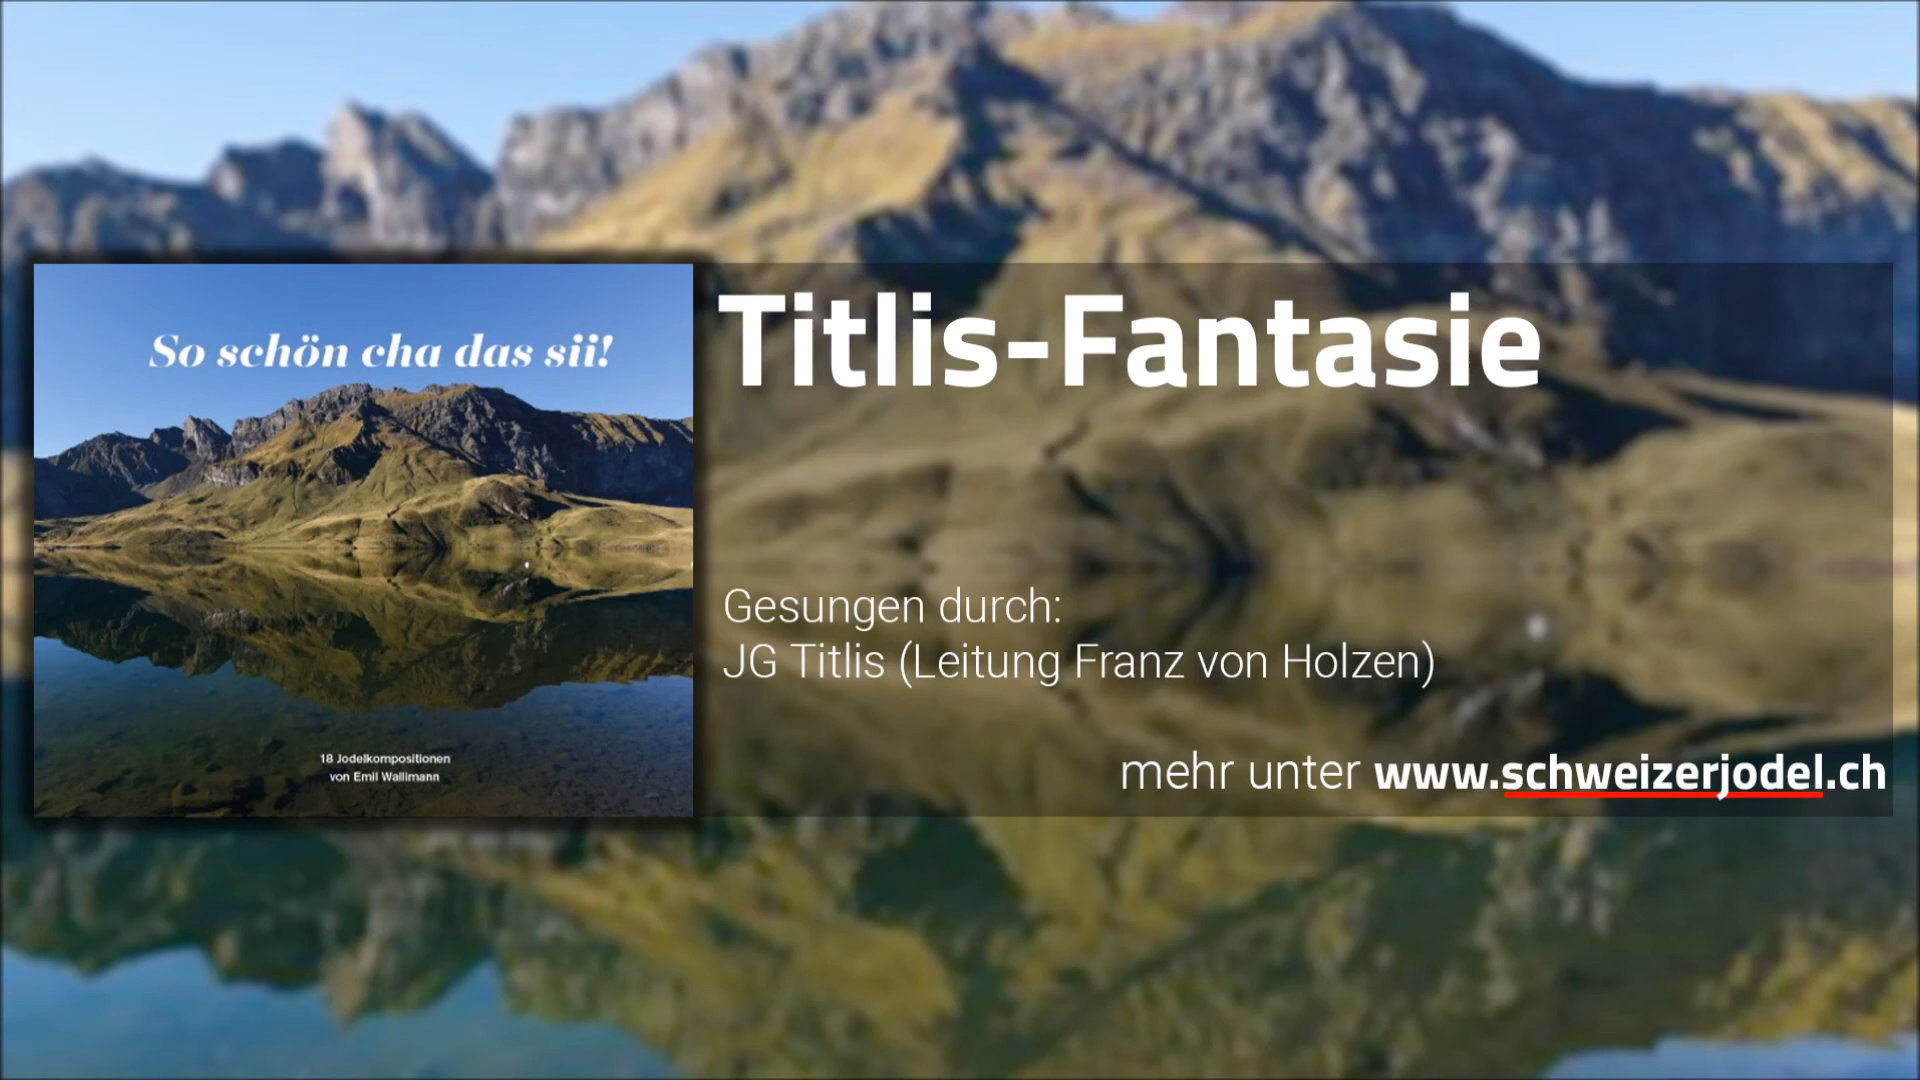 So schön cha das sii!
18 Jodelkompositionen
von Emil Wallimann
Titlis-Fantasie
Gesungen durch:
JG Titlis (Leitung Franz von Holzen)
mehr unter www.schweizerjodel.ch